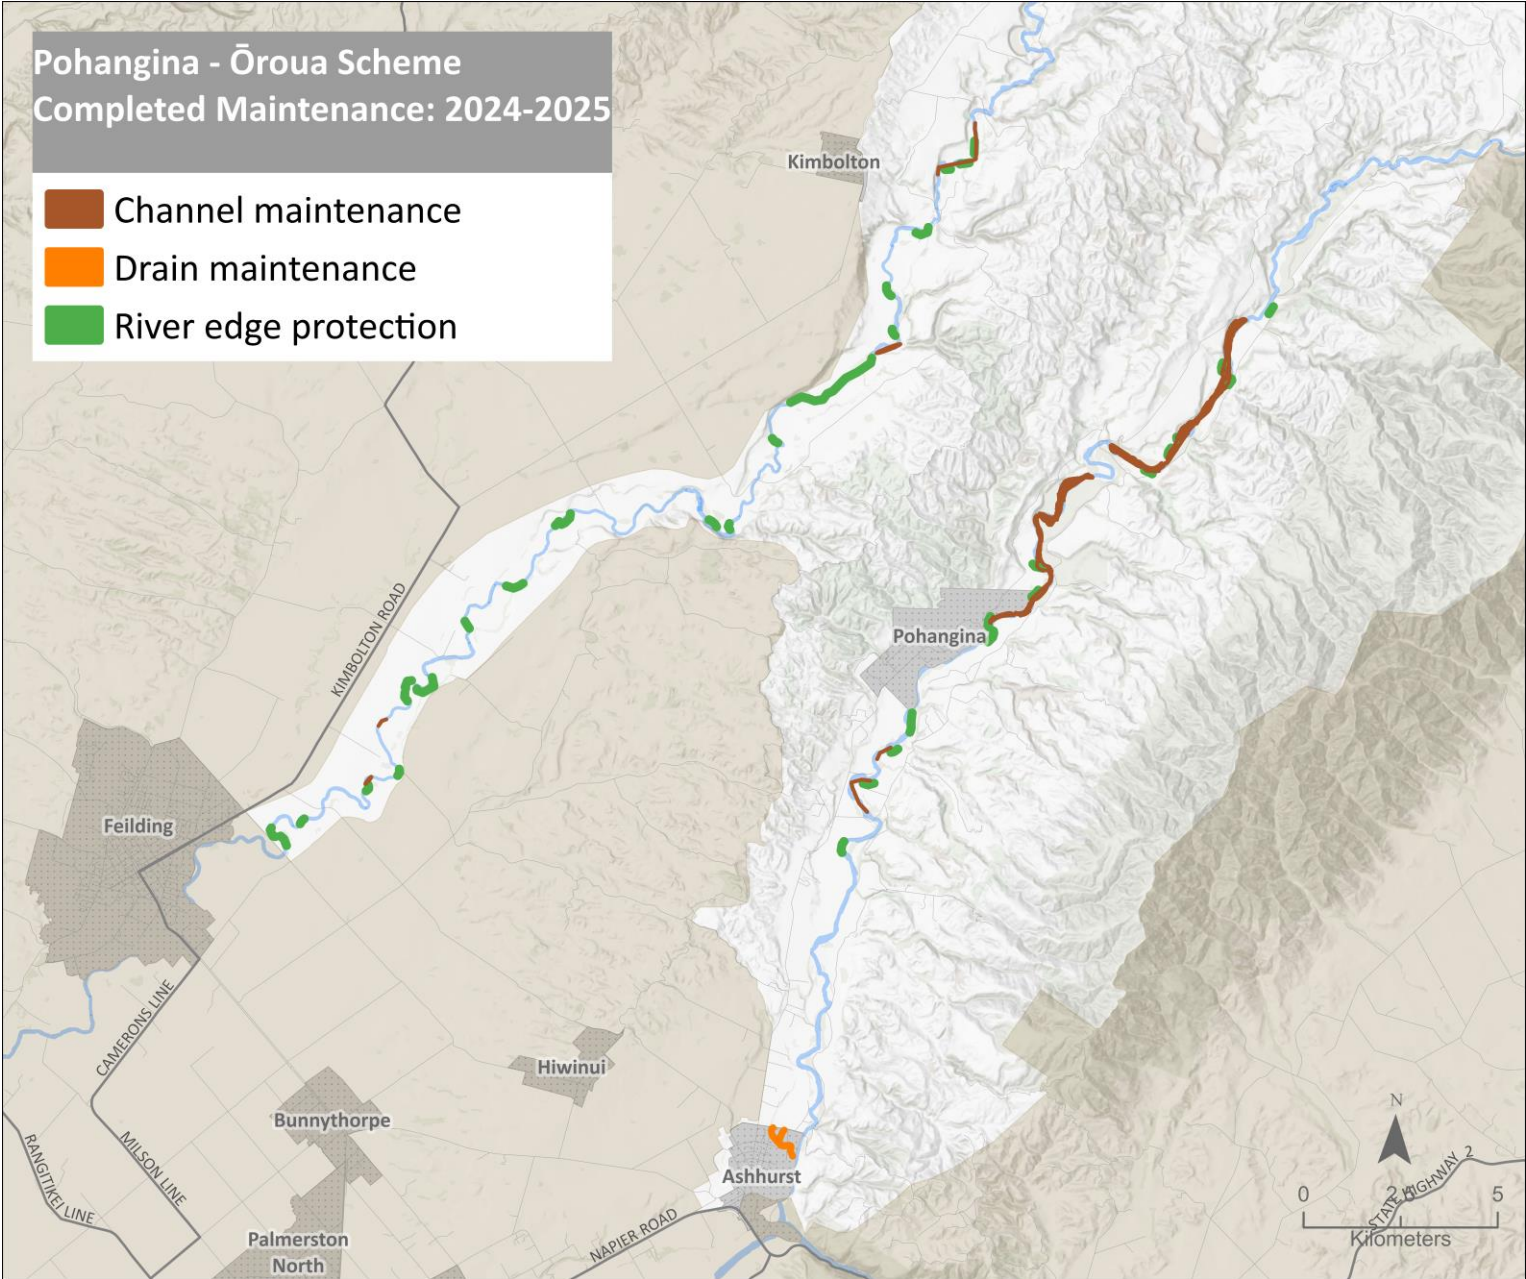 Pohangina - Ōroua Scheme
Completed Maintenance: 2024-2025
Channel maintenance
Drain maintenance
River edge protection
Kimbolton
KIMBOLTON ROAD
Pohangina
Feilding
CAMERONS LINE
Hiwinui
Bunnythorpe
MILSON LINE
RANGITIKEI LINE
Ashhurst
NAPIER ROAD
Palmerston
North
N
STATE HIGHWAY 2
0
5
Kilometers